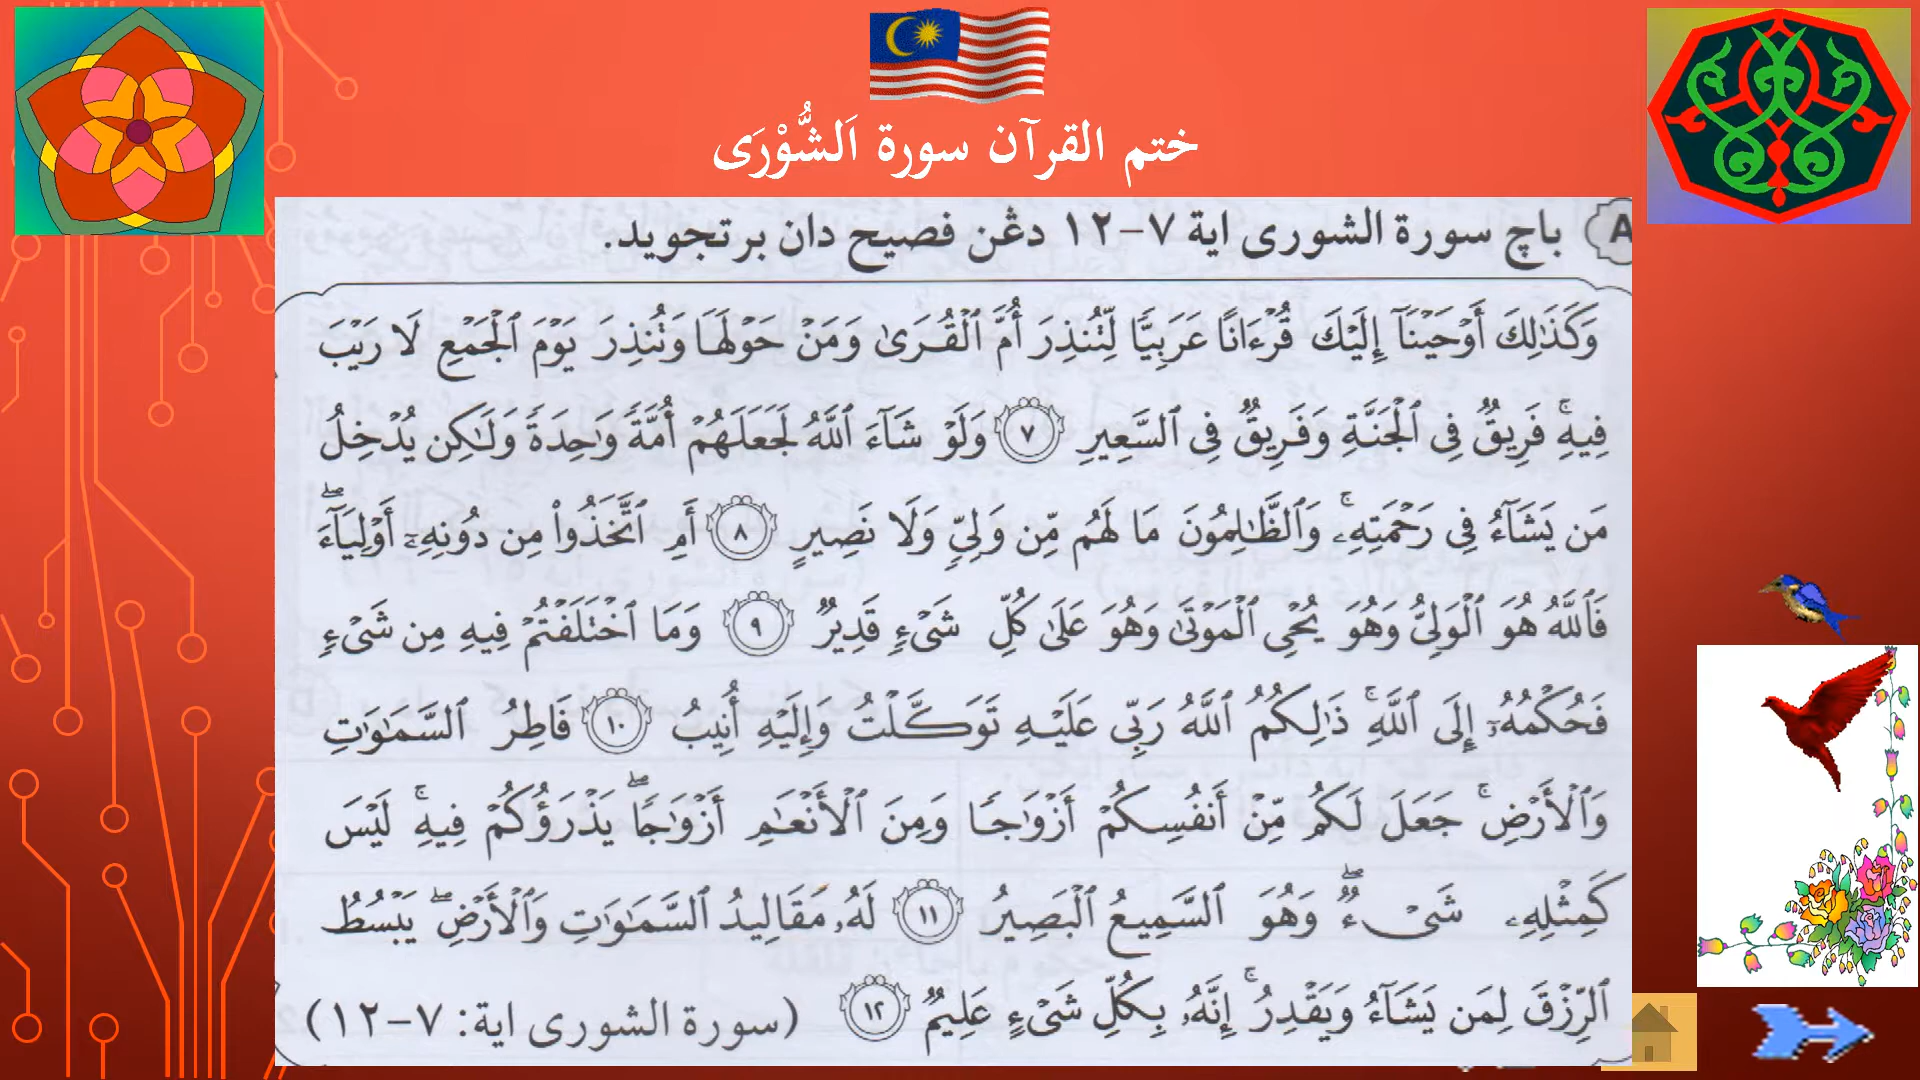 ختم القرآن سورة اَلشُّوْرَى
A باچ سورة الشورى اية ٧–١٢ دڠن فصيح دان برتجويد.
وَكَذَٰلِكَ أَوْحَيْنَآ إِلَيْكَ قُرْءَانًا عَرَبِيًّا لِّتُنذِرَ أُمَّ ٱلْقُرَىٰ وَمَنْ حَوْلَهَا وَتُنذِرَ يَوْمَ ٱلْجَمْعِ لَا رَيْبَ
فِيهِ ۚ فَرِيقٌ فِى ٱلْجَنَّةِ وَفَرِيقٌ فِى ٱلسَّعِيرِ ٧ وَلَوْ شَآءَ ٱللَّهُ لَجَعَلَهُمْ أُمَّةً وَٰحِدَةً وَلَٰكِن يُدْخِلُ
مَن يَشَآءُ فِى رَحْمَتِهِۦ ۚ وَٱلظَّٰلِمُونَ مَا لَهُم مِّن وَلِىٍّ وَلَا نَصِيرٍ ٨ أَمِ ٱتَّخَذُوا۟ مِن دُونِهِۦٓ أَوْلِيَآءَ ۖ
فَٱللَّهُ هُوَ ٱلْوَلِىُّ وَهُوَ يُحْىِ ٱلْمَوْتَىٰ وَهُوَ عَلَىٰ كُلِّ شَىْءٍ قَدِيرٌ ٩ وَمَا ٱخْتَلَفْتُمْ فِيهِ مِن شَىْءٍ
فَحُكْمُهُۥٓ إِلَى ٱللَّهِ ۚ ذَٰلِكُمُ ٱللَّهُ رَبِّى عَلَيْهِ تَوَكَّلْتُ وَإِلَيْهِ أُنِيبُ ١٠ فَاطِرُ ٱلسَّمَٰوَٰتِ
وَٱلْأَرْضِ ۚ جَعَلَ لَكُم مِّنْ أَنفُسِكُمْ أَزْوَٰجًا وَمِنَ ٱلْأَنْعَٰمِ أَزْوَٰجًا ۖ يَذْرَؤُكُمْ فِيهِ ۚ لَيْسَ
كَمِثْلِهِۦ شَىْءٌ ۖ وَهُوَ ٱلسَّمِيعُ ٱلْبَصِيرُ ١١ لَهُۥ مَقَالِيدُ ٱلسَّمَٰوَٰتِ وَٱلْأَرْضِ ۖ يَبْسُطُ
ٱلرِّزْقَ لِمَن يَشَآءُ وَيَقْدِرُ ۚ إِنَّهُۥ بِكُلِّ شَىْءٍ عَلِيمٌ ١٢ (سورة الشورى اية: ٧–١٢)